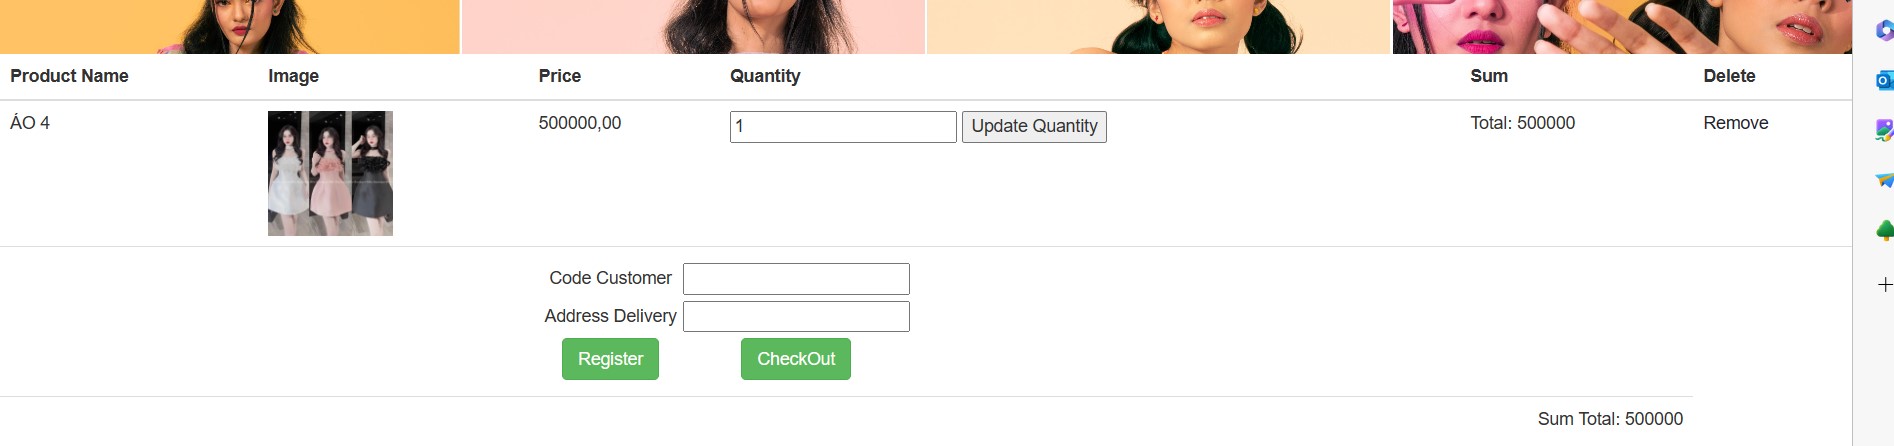 Product Name Image Price Quantity Sum Delete
ÁO 4 500000,00 1 Update Quantity Total: 500000 Remove
Code Customer
Address Delivery
Register CheckOut
Sum Total: 500000